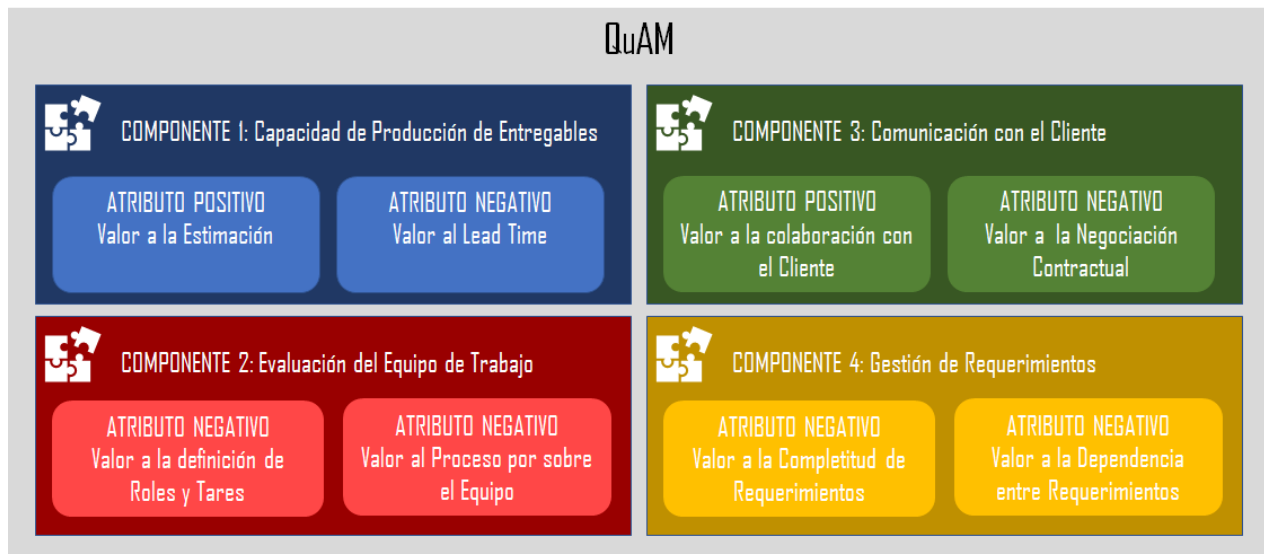 QuAM
COMPONENTE 1: Capacidad de Producción de Entregables
ATRIBUTO POSITIVO
Valor a la Estimación
ATRIBUTO NEGATIVO
Valor al Lead Time
COMPONENTE 3: Comunicación con el Cliente
ATRIBUTO POSITIVO
Valor a la colaboración con
el Cliente
ATRIBUTO NEGATIVO
Valor a la Negociación
Contractual
COMPONENTE 2: Evaluación del Equipo de Trabajo
ATRIBUTO NEGATIVO
Valor a la definición de
Roles y Tares
ATRIBUTO NEGATIVO
Valor al Proceso por sobre
el Equipo
COMPONENTE 4: Gestión de Requerimientos
ATRIBUTO NEGATIVO
Valor a la Completitud de
Requerimientos
ATRIBUTO NEGATIVO
Valor a la Dependencia
entre Requerimientos